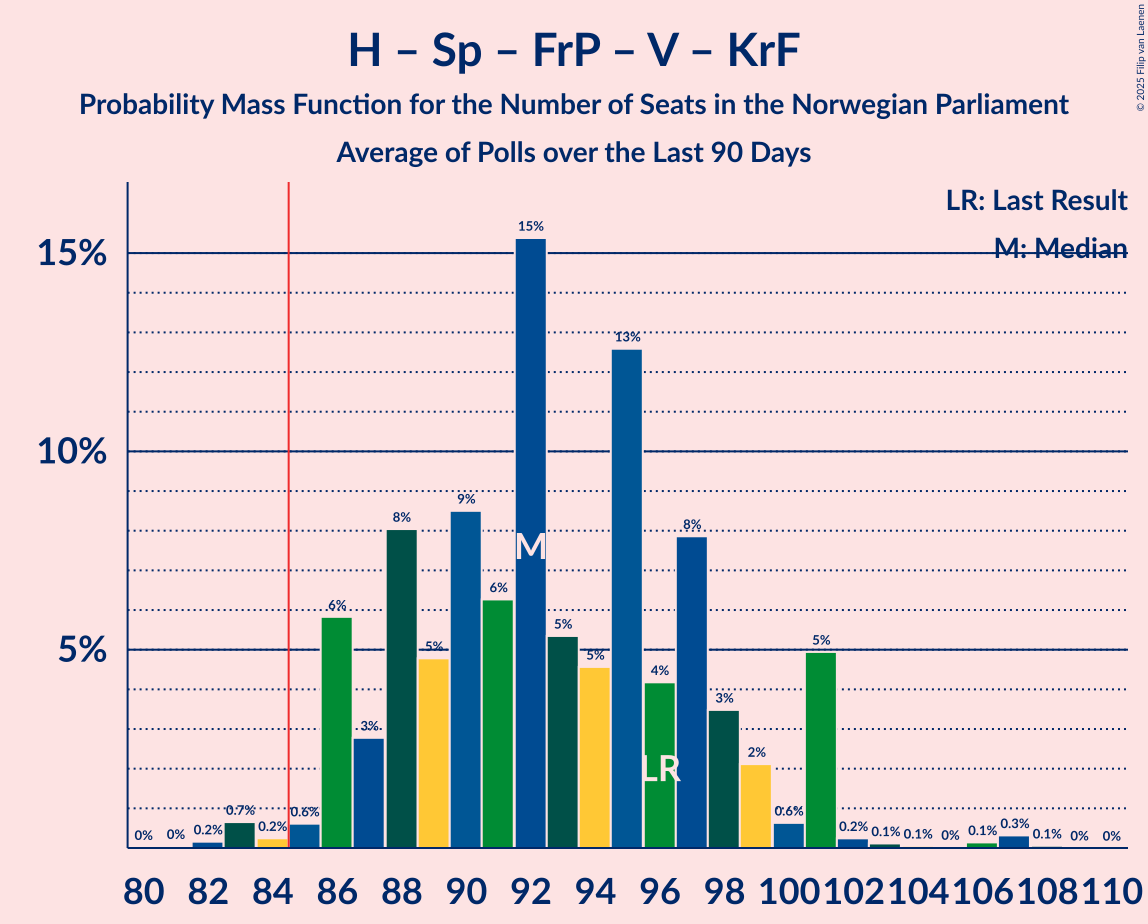 H – Sp – FrP – V – KrF
Probability Mass Function for the Number of Seats in the Norwegian Parliament
Average of Polls over the Last 90 Days
© 2025 Filip van Laenen
LR: Last Result
M: Median
15%
10%
5%
0% 0% 0.2% 0.7% 0.2% 0.6% 6% 3% 8% 5% 9% 6% 15% 5% 5% 13% 4% 8% 3% 2% 0.6% 5% 0.2% 0.1% 0.1% 0% 0.1% 0.3% 0.1% 0% 0%
M
LR
80 82 84 86 88 90 92 94 96 98 100 102 104 106 108 110